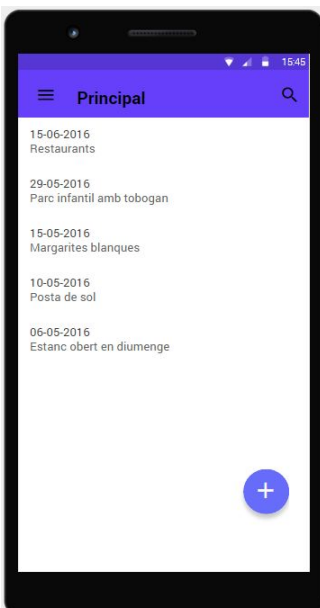 15:45
Principal
15-06-2016
Restaurants
29-05-2016
Parc infantil amb tobogan
15-05-2016
Margarites blanques
10-05-2016
Posta de sol
06-05-2016
Estanc obert en diumenge
+